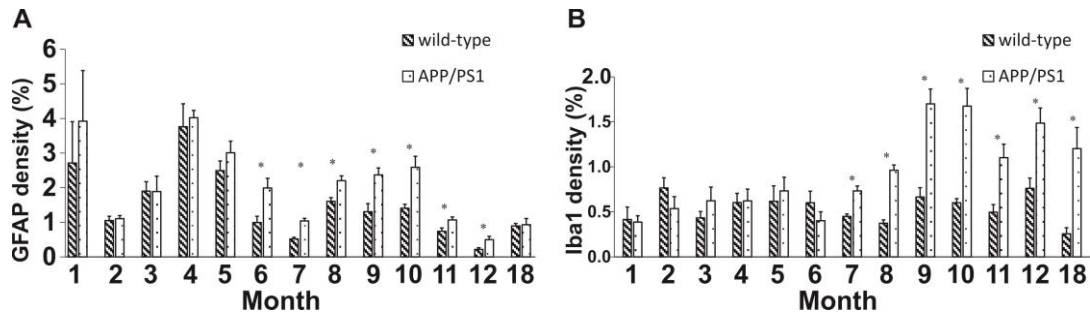 A
wild-type
APP/PS1
GFAP density (%)
6
5
4
3
2
1
0
* * * * * * *
1 2 3 4 5 6 7 8 9 10 11 12 18
Month
B
wild-type
APP/PS1
Iba1 density (%)
2.0
1.5
1.0
0.5
0.0
* * * * * * *
1 2 3 4 5 6 7 8 9 10 11 12 18
Month